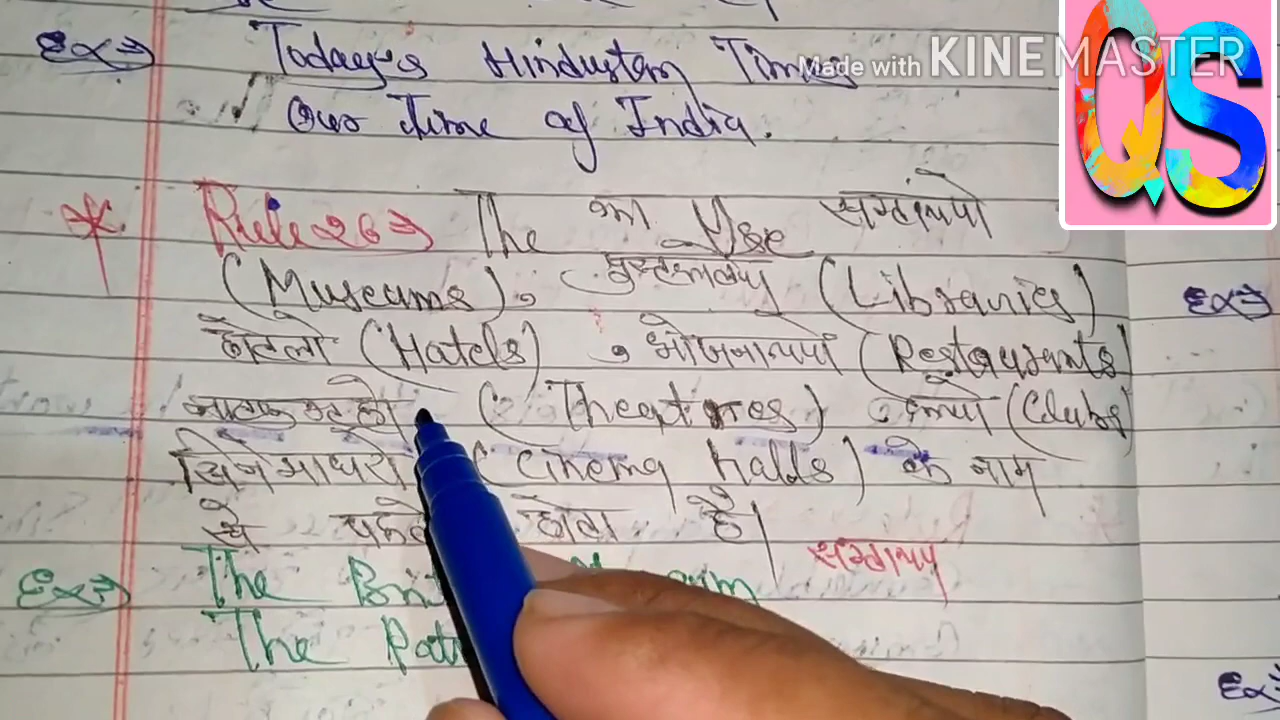 Ex⇒ Today's Hindustan Times
Our Time of India.
* Rule 26⇒ The का Use संग्रहालयों
(Museums), पुस्तकालय (Libraries)
होटलो (Hotels), भोजनालयों (Restaurants)
(Theatres), (Clubs)
सिनेमाघरो (Cinema halls) के नाम
से पहले होता है।
Ex⇒ The संग्रहालय
The
Ex⇒
Ex⇒
Made with KINEMASTER
QS